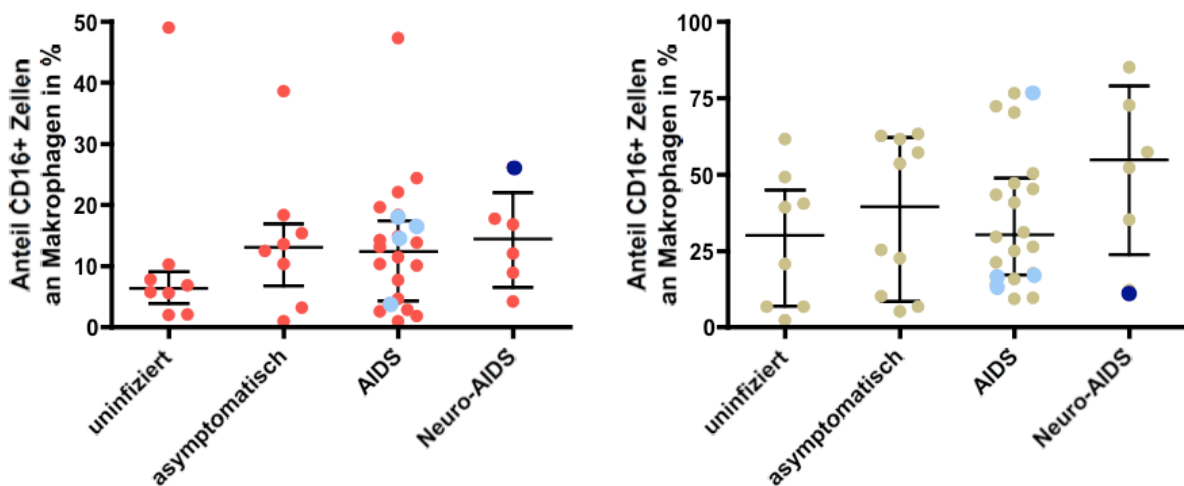 Anteil CD16+ Zellen
an Makrophagen in %
50
40
30
20
10
0
uninfiziert
asymptomatisch
AIDS
Neuro-AIDS
Anteil CD16+ Zellen
an Makrophagen in %
100
75
50
25
0
uninfiziert
asymptomatisch
AIDS
Neuro-AIDS